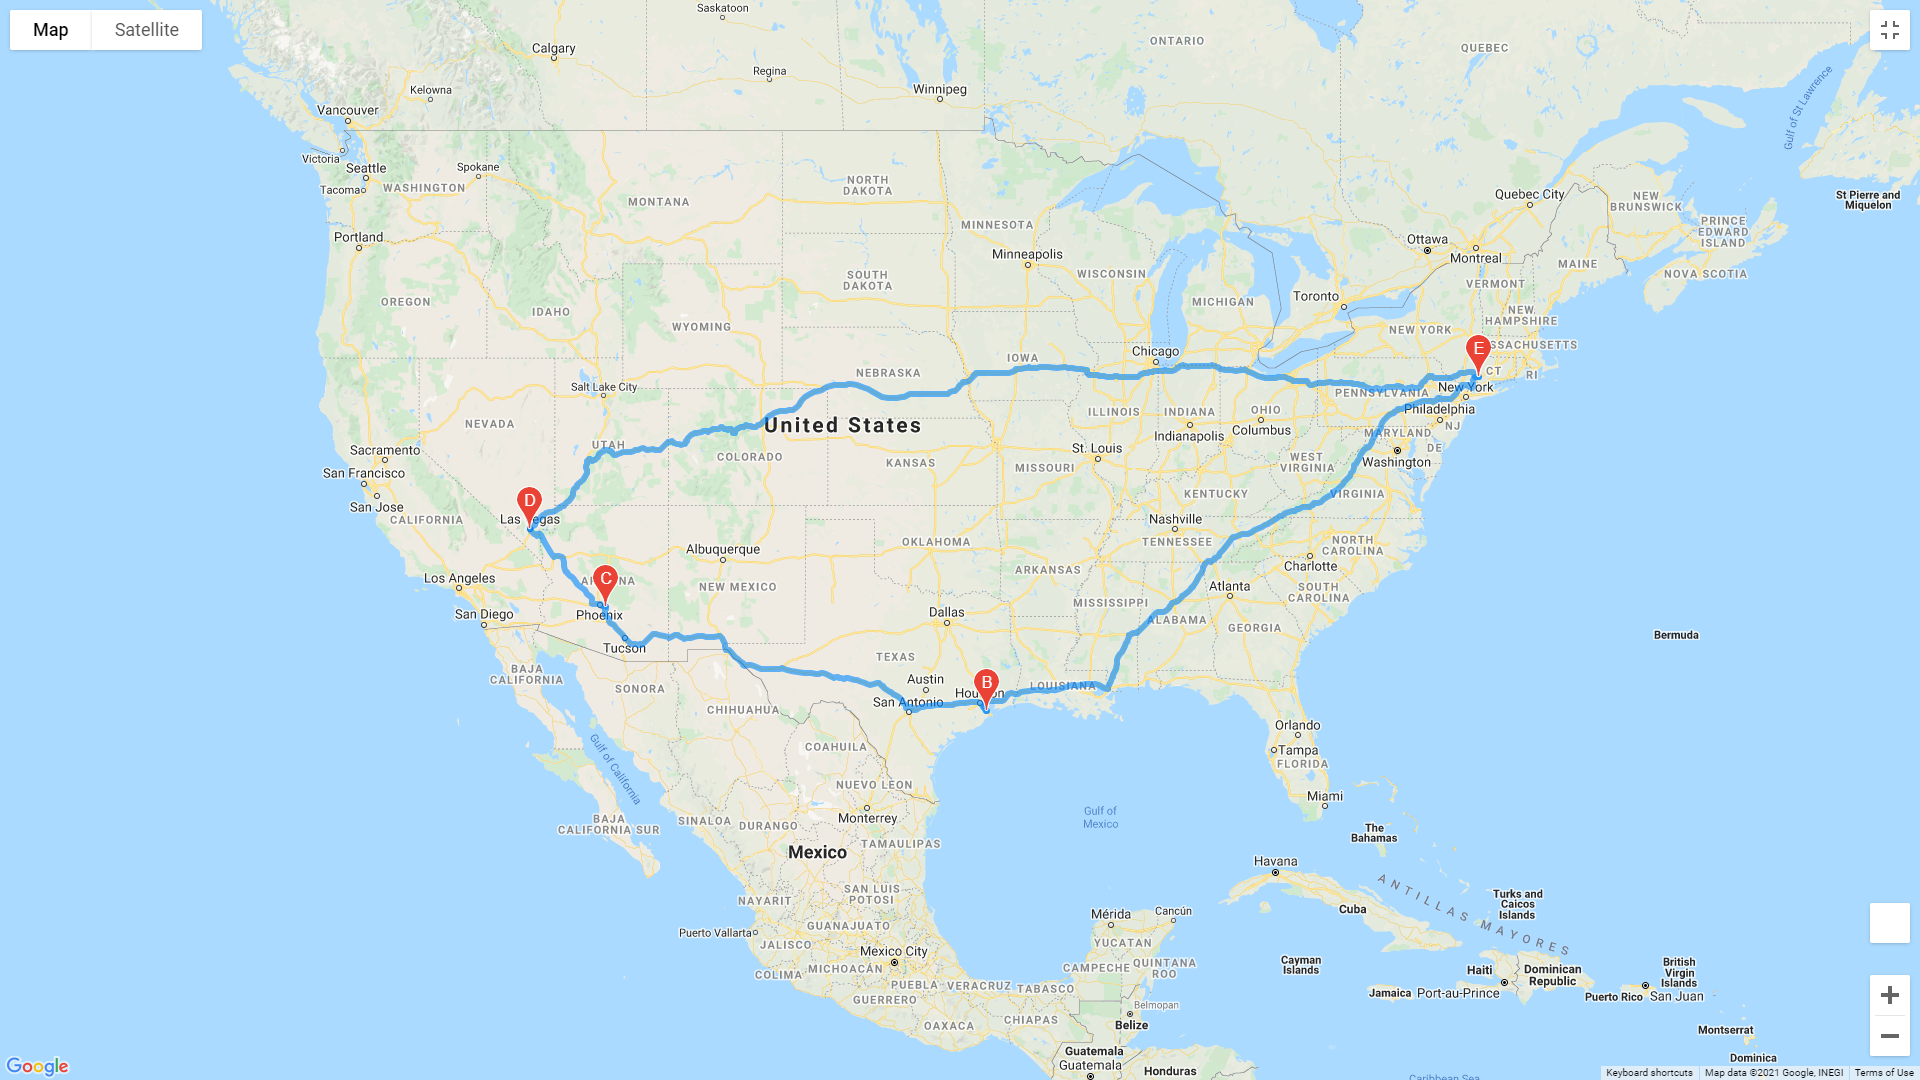 Map
Satellite
Saskatoon
Calgary
ONTARIO
QUEBEC
Regina
Kelowna
Winnipeg
Vancouver
Gulf of St Lawrence
Victoria
Seattle
Spokane
Tacoma
WASHINGTON
NORTH
DAKOTA
MONTANA
Quebec City
NEW
BRUNSWICK
St Pierre and
Miquelon
MINNESOTA
PRINCE
EDWARD
ISLAND
Portland
Ottawa
Minneapolis
Montreal
MAINE
NOVA SCOTIA
WISCONSIN
SOUTH
DAKOTA
VERMONT
Toronto
OREGON
MICHIGAN
IDAHO
NEW
HAMPSHIRE
WYOMING
NEW YORK
E
SSACHUSETTS
Chicago
IOWA
NEBRASKA
CT
RI
Salt Lake City
New York
PENNSYLVANIA
Philadelphia
ILLINOIS
INDIANA
OHIO
NEVADA
United States
NJ
Columbus
Indianapolis
MARYLAND
UTAH
DE
Sacramento
St. Louis
COLORADO
KANSAS
MISSOURI
WEST
VIRGINIA
Washington
San Francisco
San Jose
KENTUCKY
VIRGINIA
D
CALIFORNIA
Las Vegas
Nashville
TENNESSEE
OKLAHOMA
Albuquerque
NORTH
CAROLINA
Charlotte
ARKANSAS
Los Angeles
C
ARIZONA
NEW MEXICO
Atlanta
SOUTH
CAROLINA
MISSISSIPPI
San Diego
Phoenix
Dallas
ALABAMA
GEORGIA
Bermuda
Tucson
TEXAS
BAJA
CALIFORNIA
Austin
B
LOUISIANA
SONORA
Houston
San Antonio
CHIHUAHUA
Orlando
COAHUILA
Tampa
FLORIDA
Gulf of California
NUEVO LEON
Miami
Gulf of
Mexico
Monterrey
SINALOA
DURANGO
BAJA
CALIFORNIA SUR
The
Bahamas
TAMAULIPAS
Mexico
Havana
SAN LUIS
POTOSI
NAYARIT
ANTILLAS MAYORES
Turks and
Caicos
Islands
Cuba
Mérida
Cancún
GUANAJUATO
Puerto Vallarta
JALISCO
YUCATAN
Mexico City
QUINTANA
ROO
CAMPECHE
Cayman
Islands
COLIMA
MICHOACÁN
Haiti
Dominican
Republic
British
Virgin
Islands
PUEBLA
VERACRUZ
TABASCO
GUERRERO
Jamaica
Port-au-Prince
Puerto Rico
San Juan
Belmopan
CHIAPAS
OAXACA
Belize
Montserrat
Guatemala
Guatemala
Honduras
Dominica
Caribbean Sea
Google
Keyboard shortcuts
Map data ©2021 Google, INEGI
Terms of Use